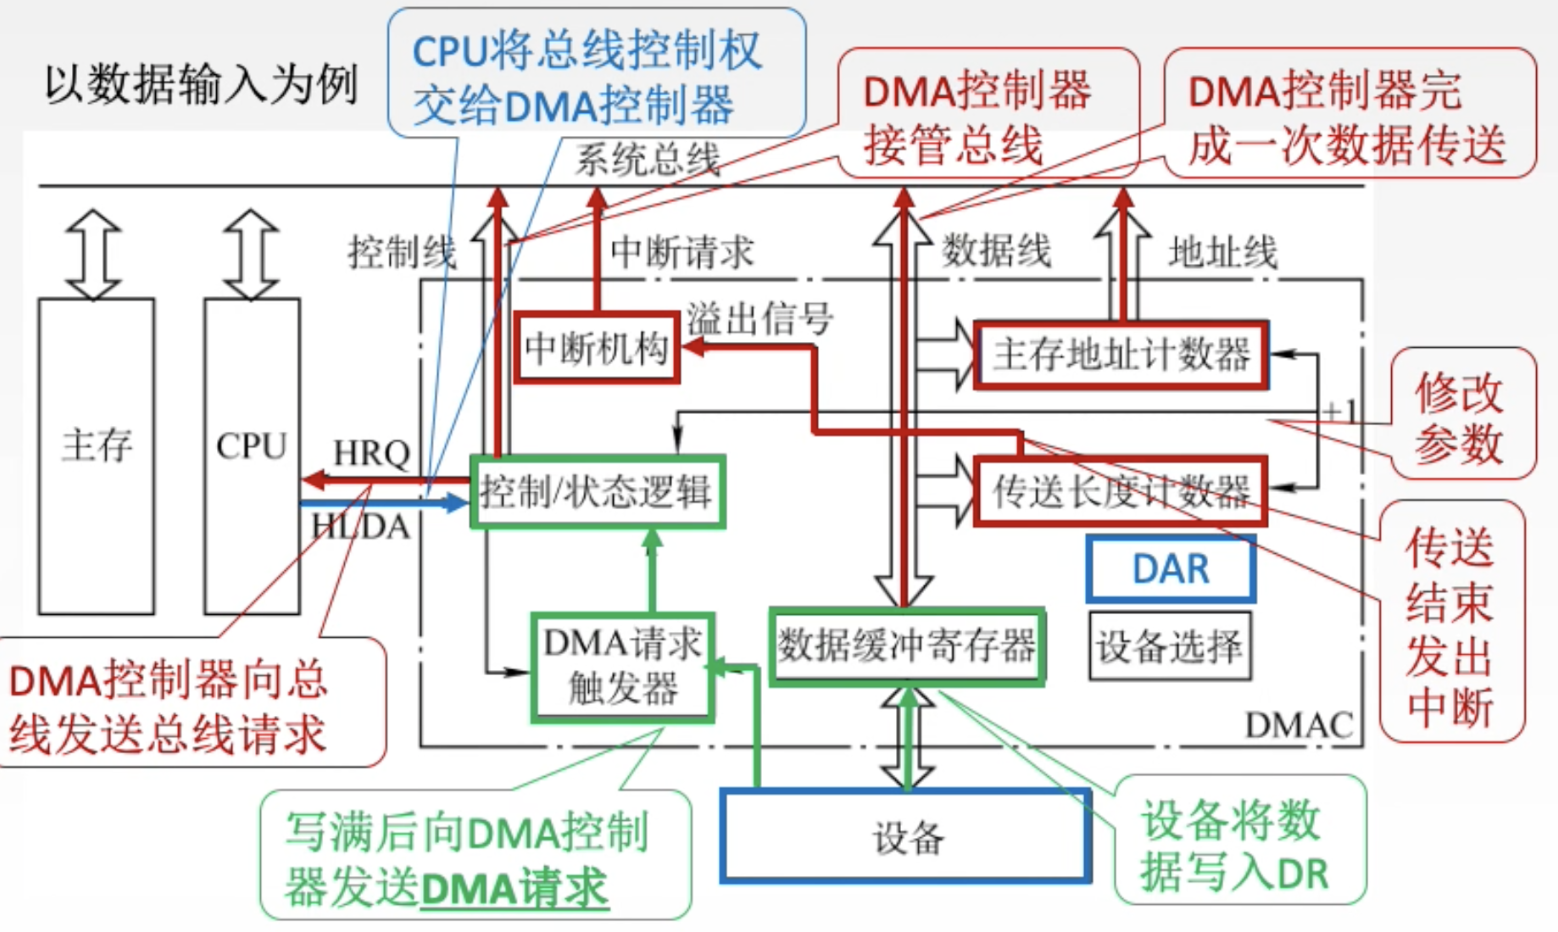 CPU将总线控制权
交给DMA控制器
以数据输入为例
DMA控制器
接管总线
DMA控制器完
成一次数据传送
系统总线
控制线
中断请求
数据线
地址线
溢出信号
中断机构
主存地址计数器
修改
参数
+1
主存
CPU
HRQ
HLDA
控制/状态逻辑
传送长度计数器
DAR
传送
结束
发出
中断
DMA请求
触发器
数据缓冲寄存器
设备选择
DMA控制器向总
线发送总线请求
DMAC
写满后向DMA控制
器发送DMA请求
设备
设备将数
据写入DR